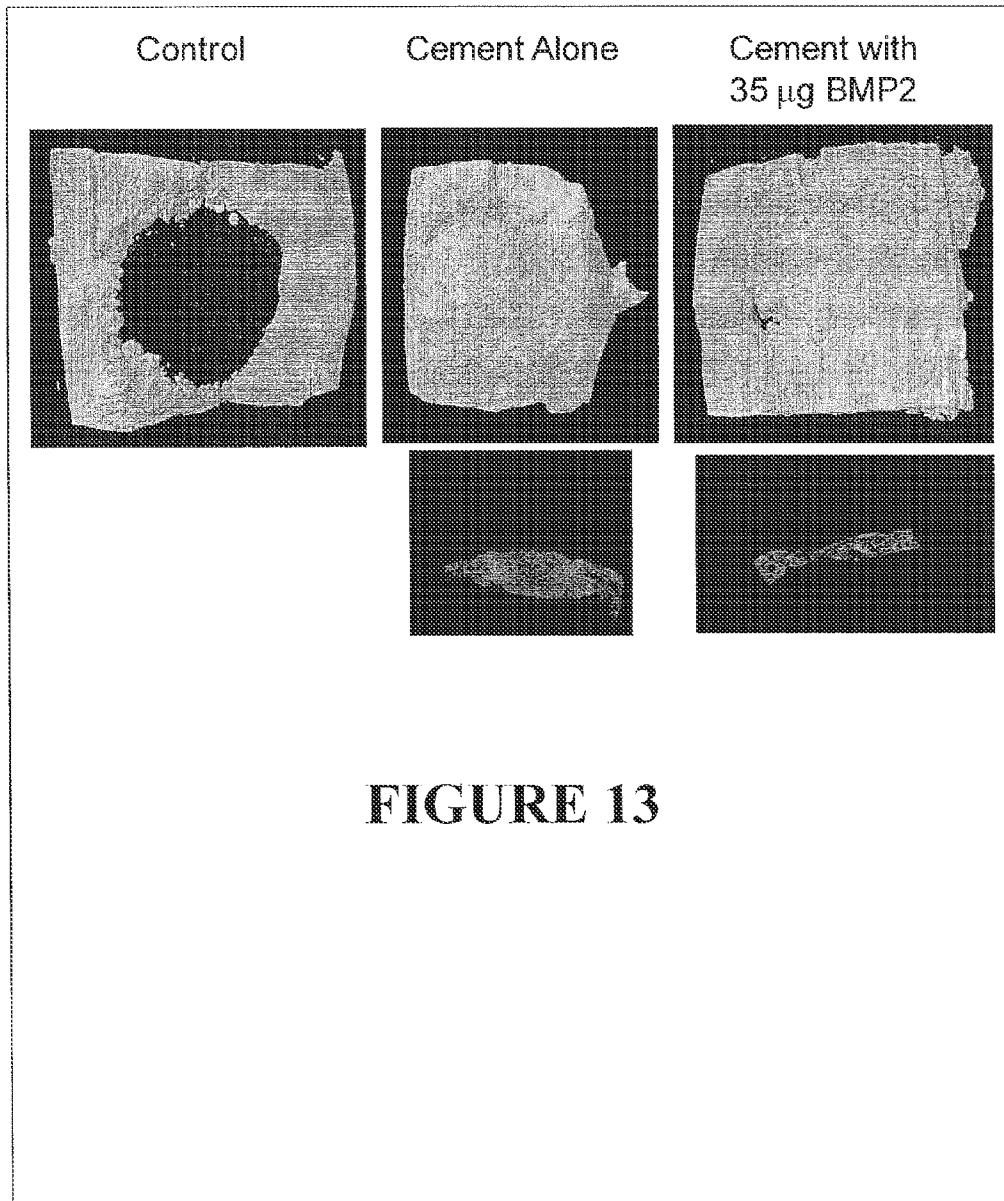 Control
Cement Alone
Cement with
35 µg BMP2
FIGURE 13